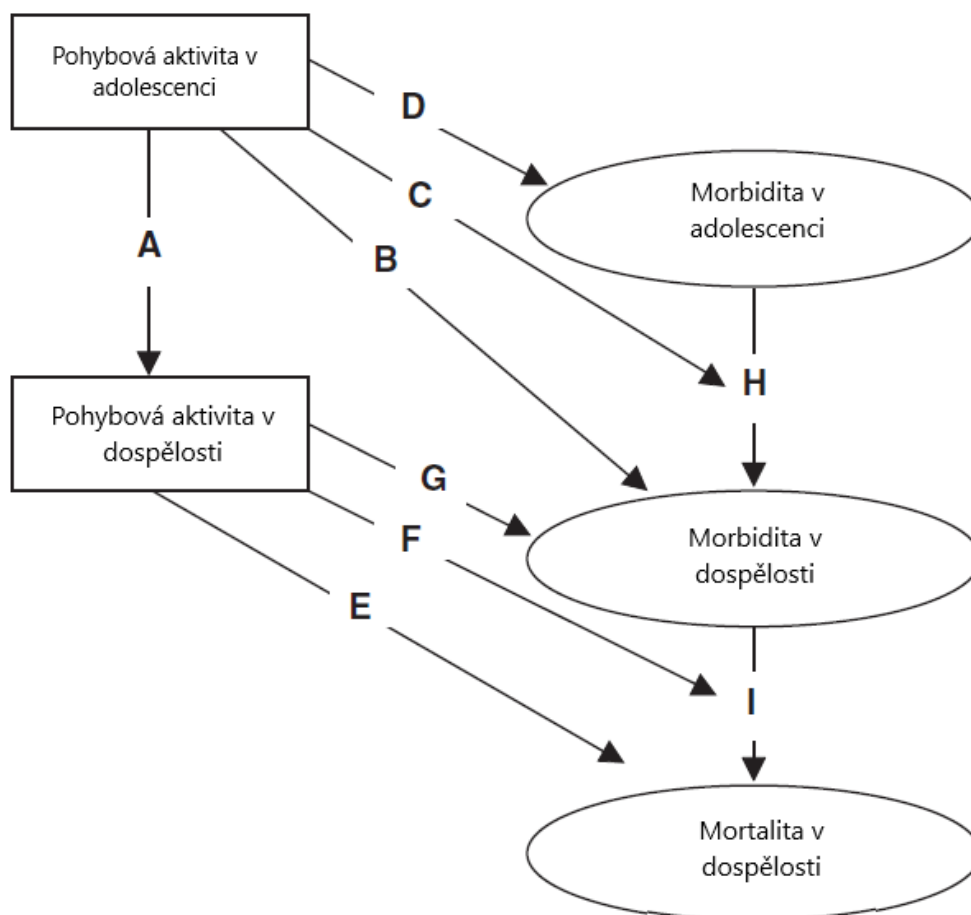 Pohybová aktivita v
adolescenci
D
Morbidita v
adolescenci
C
A
B
H
Pohybová aktivita v
dospělosti
G
F
Morbidita v
dospělosti
E
I
Mortalita v
dospělosti